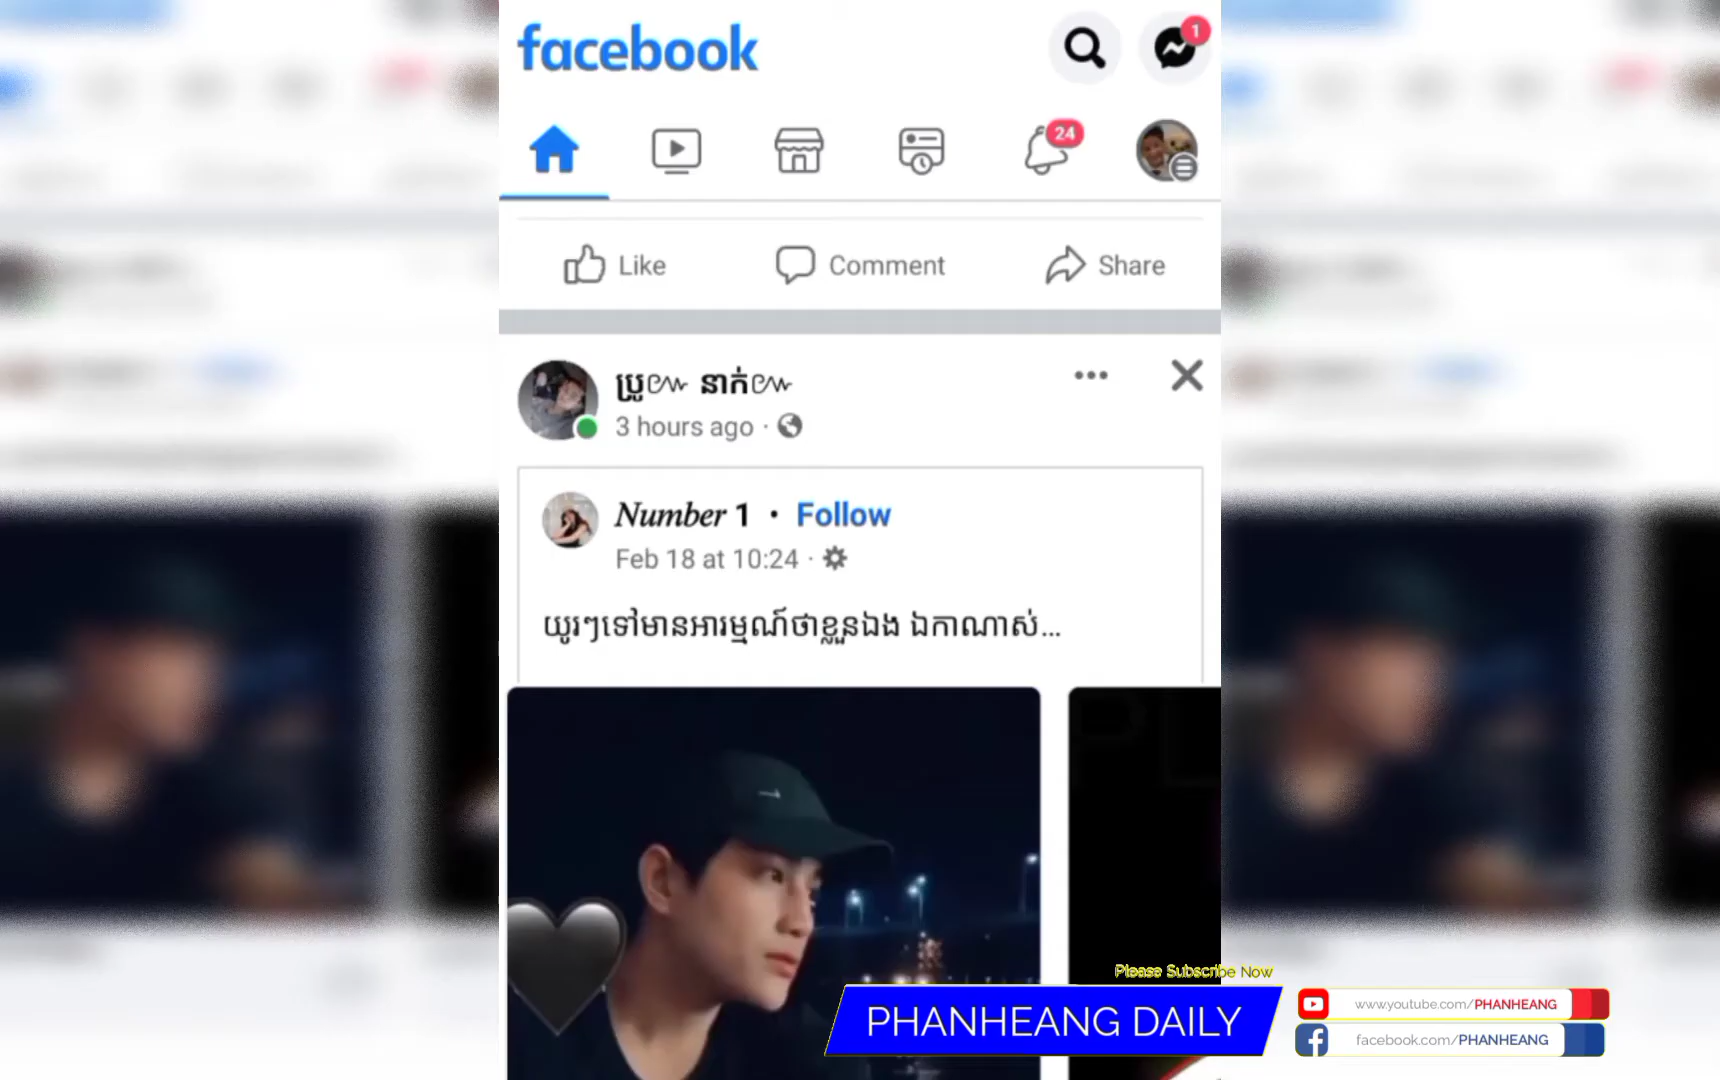 facebook
1
24
Like
Comment
Share
ប្រូ៚ នាក់៚
3 hours ago ·
Number 1 · Follow
Feb 18 at 10:24 ·
យូរៗទៅមានអារម្មណ៍ថាខ្លួនឯង ឯកាណាស់...
Please Subscribe Now
PHANHEANG DAILY
www.youtube.com/PHANHEANG
facebook.com/PHANHEANG